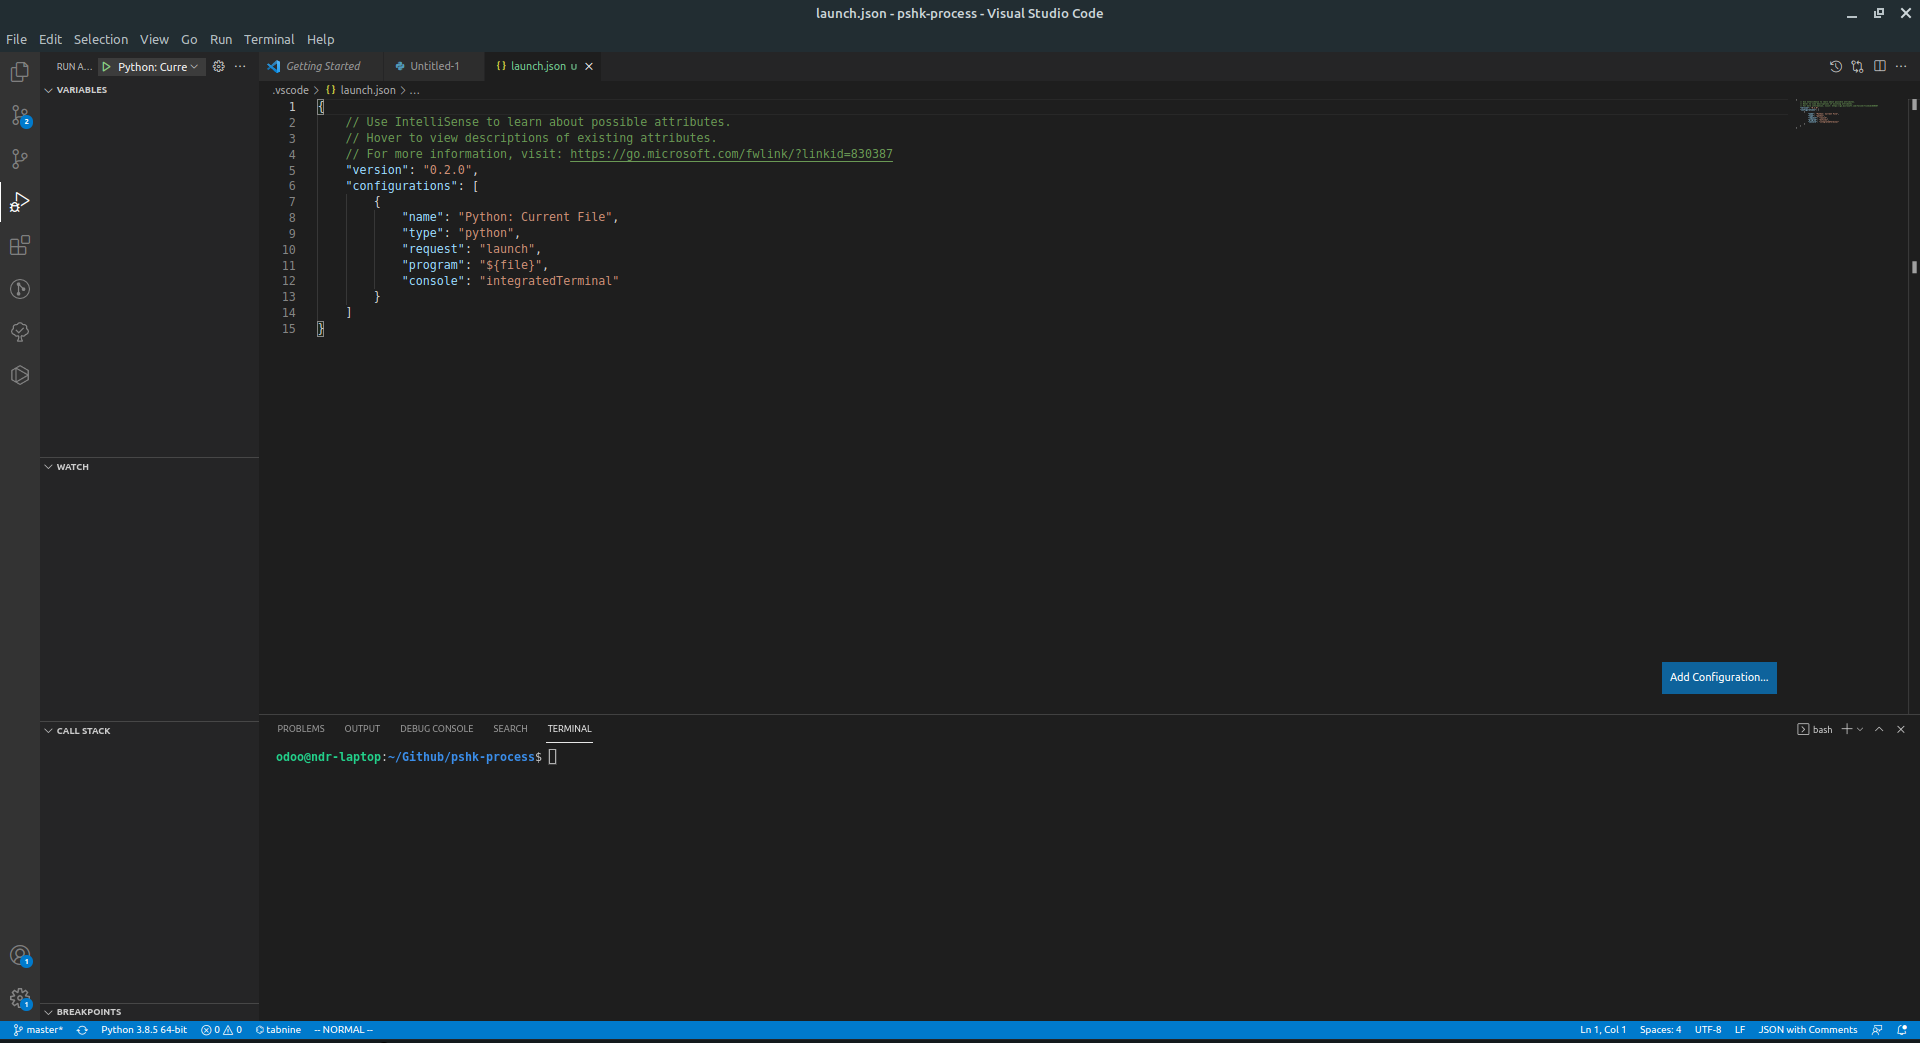 launch.json - pshk-process - Visual Studio Code
File Edit Selection View Go Run Terminal Help
RUN A... Python: Curre
Getting Started Untitled-1 {} launch.json U
VARIABLES
.vscode > {} launch.json > ...
1 {
2 // Use IntelliSense to learn about possible attributes.
3 // Hover to view descriptions of existing attributes.
4 // For more information, visit: https://go.microsoft.com/fwlink/?linkid=830387
5 "version": "0.2.0",
6 "configurations": [
7 {
8 "name": "Python: Current File",
9 "type": "python",
10 "request": "launch",
11 "program": "${file}",
12 "console": "integratedTerminal"
13 }
14 ]
15 }
2
WATCH
Add Configuration...
CALL STACK
PROBLEMS OUTPUT DEBUG CONSOLE SEARCH TERMINAL
bash
odoo@ndr-laptop:~/Github/pshk-process$
1
1
BREAKPOINTS
master* Python 3.8.5 64-bit 0 0 tabnine -- NORMAL --
Ln 1, Col 1 Spaces: 4 UTF-8 LF JSON with Comments